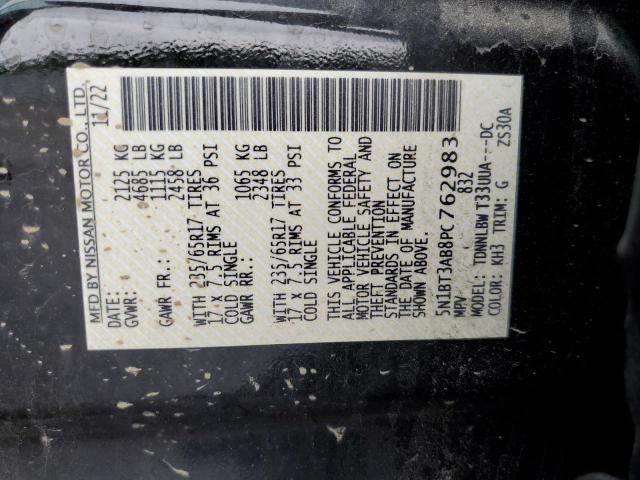 MFD BY NISSAN MOTOR CO., LTD.
DATE: 11/22
GVWR: 2125 KG
4685 LB
GAWR FR.: 1115 KG
2458 LB
WITH 235/65R17 TIRES
17 X 7.5 RIMS AT 36 PSI
COLD SINGLE
GAWR RR.: 1065 KG
2348 LB
WITH 235/65R17 TIRES
17 X 7.5 RIMS AT 33 PSI
COLD SINGLE
THIS VEHICLE CONFORMS TO
ALL APPLICABLE FEDERAL
MOTOR VEHICLE SAFETY AND
THEFT PREVENTION
STANDARDS IN EFFECT ON
THE DATE OF MANUFACTURE
SHOWN ABOVE.
5N1BT3AB8PC762983
MPV 832
MODEL: TDNNLBW T33UUA---DC
COLOR: KH3 TRIM: G ZS30A